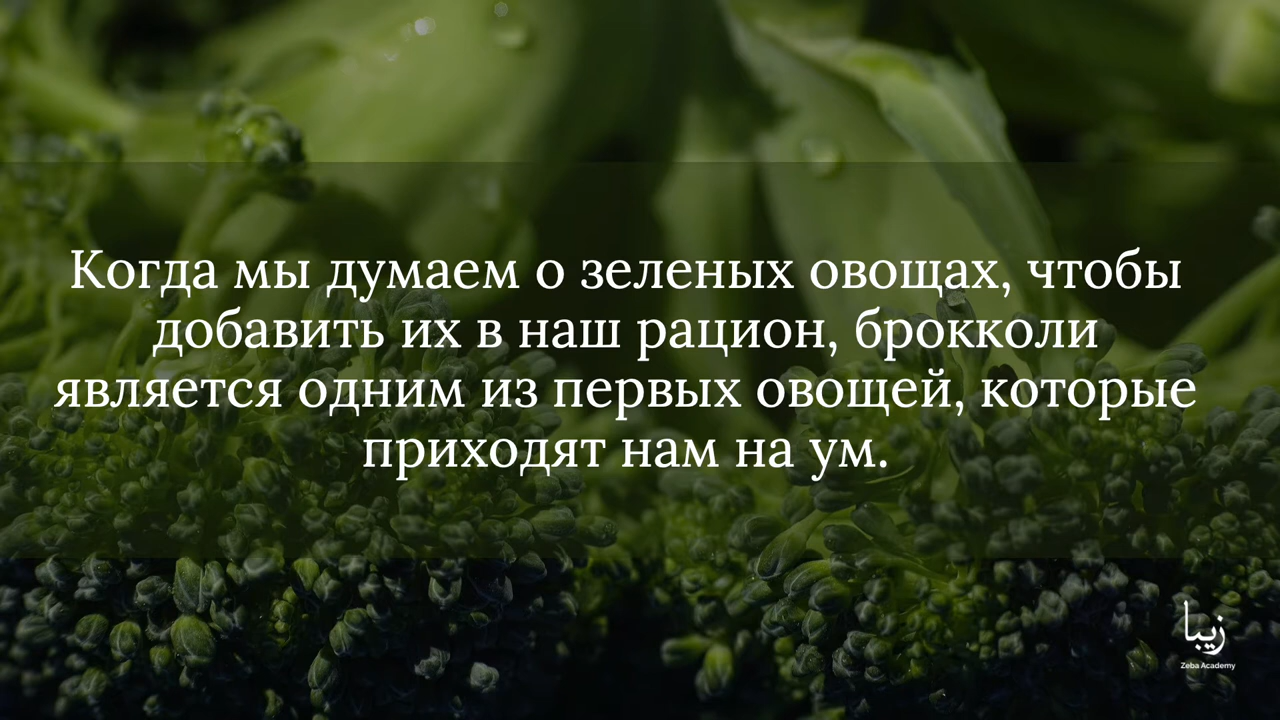 Когда мы думаем о зеленых овощах, чтобы
добавить их в наш рацион, брокколи
является одним из первых овощей, которые
приходят нам на ум.
زیبا
Zeba Academy